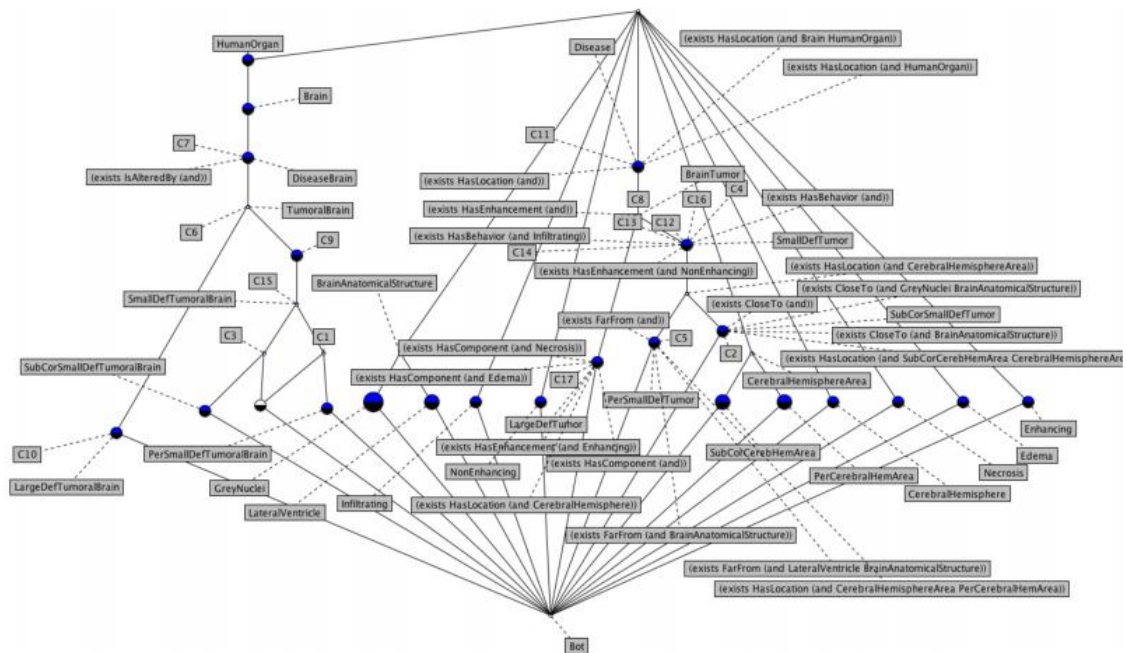 HumanOrgan
Disease
(exists HasLocation (and Brain HumanOrgan))
(exists HasLocation (and HumanOrgan))
Brain
C11
C7
BrainTumor
C4
(exists IsAlteredBy (and))
DiseaseBrain
(exists HasLocation (and))
C8
C16
(exists HasBehavior (and))
TumoralBrain
(exists HasEnhancement (and))
C13
C12
C6
(exists HasBehavior (and Infiltrating))
SmallDefTumor
C9
C14
(exists HasLocation (and CerebralHemisphereArea))
(exists HasEnhancement (and NonEnhancing))
BrainAnatomicalStructure
C15
(exists CloseTo (and GreyNuclei BrainAnatomicalStructure))
SmallDefTumoralBrain
(exists CloseTo (and))
SubCorSmallDefTumor
(exists FarFrom (and))
C3
C1
C5
(exists CloseTo (and BrainAnatomicalStructure))
(exists HasComponent (and Necrosis))
C2
(exists HasLocation (and SubCorCerebHemArea CerebralHemisphereAre
SubCorSmallDefTumoralBrain
(exists HasComponent (and Edema))
C17
CerebralHemisphereArea
PerSmallDefTumor
LargeDefTumor
Enhancing
C10
PerSmallDefTumoralBrain
(exists HasEnhancement (and Enhancing))
SubCorCerebHemArea
Edema
(exists HasComponent (and))
NonEnhancing
PerCerebralHemArea
Necrosis
LargeDefTumoralBrain
GreyNuclei
CerebralHemisphere
LateralVentricle
Infiltrating
(exists HasLocation (and CerebralHemisphere))
(exists FarFrom (and BrainAnatomicalStructure))
(exists FarFrom (and LateralVentricle BrainAnatomicalStructure))
(exists HasLocation (and CerebralHemisphereArea PerCerebralHemArea))
Bot